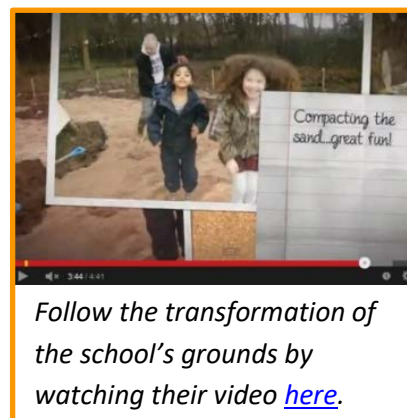 Compacting the
sand...great fun!
3:44 / 4:41
Follow the transformation of
the school's grounds by
watching their video here.